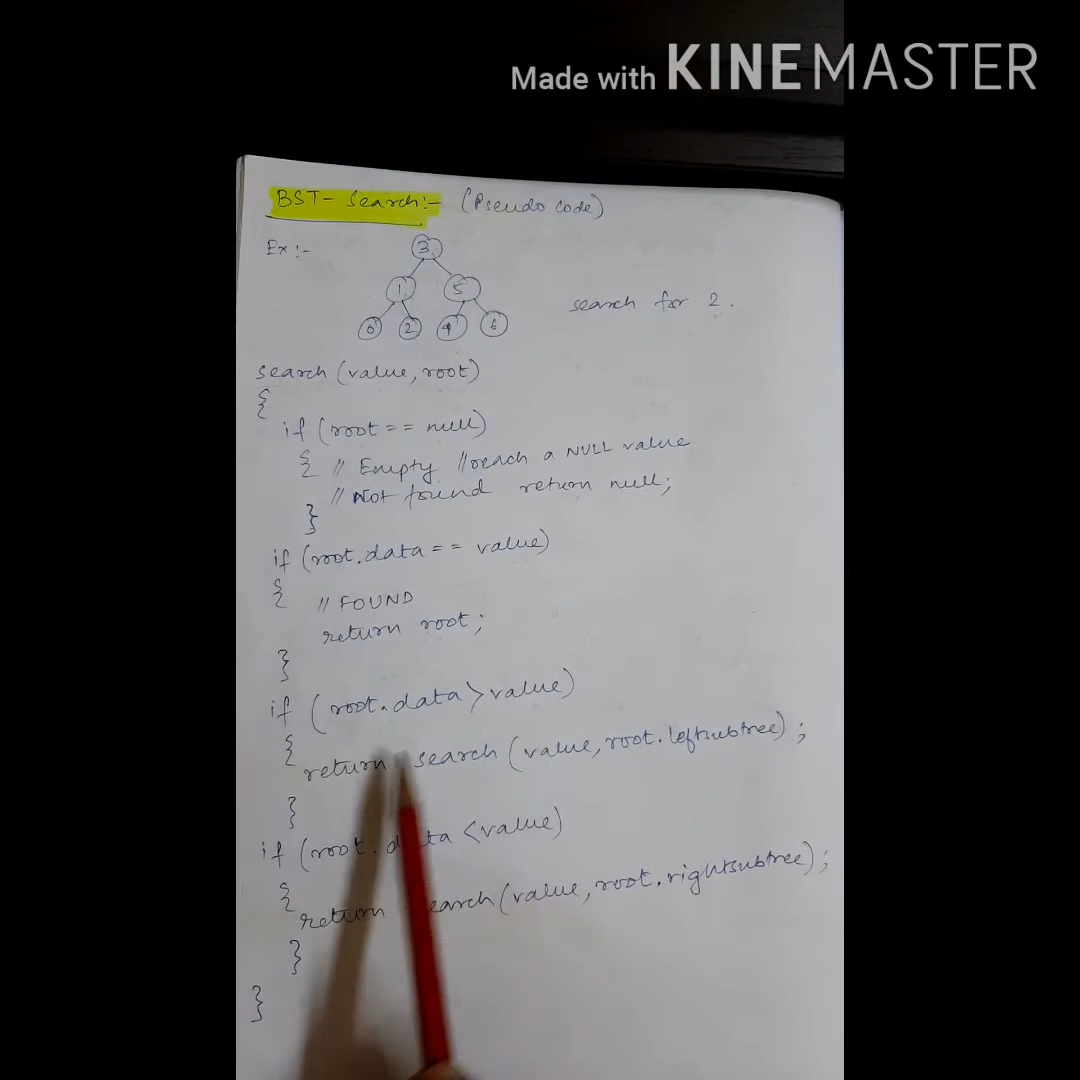 Made with KINEMASTER
BST- Search:- (Pseudo code)
Ex:-
3
1 5
0 2 4 6
search for 2.
search (value, root)
{
if (root == null)
{ // Empty // reach a NULL value
// Not found return null;
}
if (root.data == value)
{ // FOUND
return root;
}
if (root.data > value)
{
return search (value, root.leftsubtree);
}
if (root. data < value)
{
return search (value, root.rightsubtree);
}
}